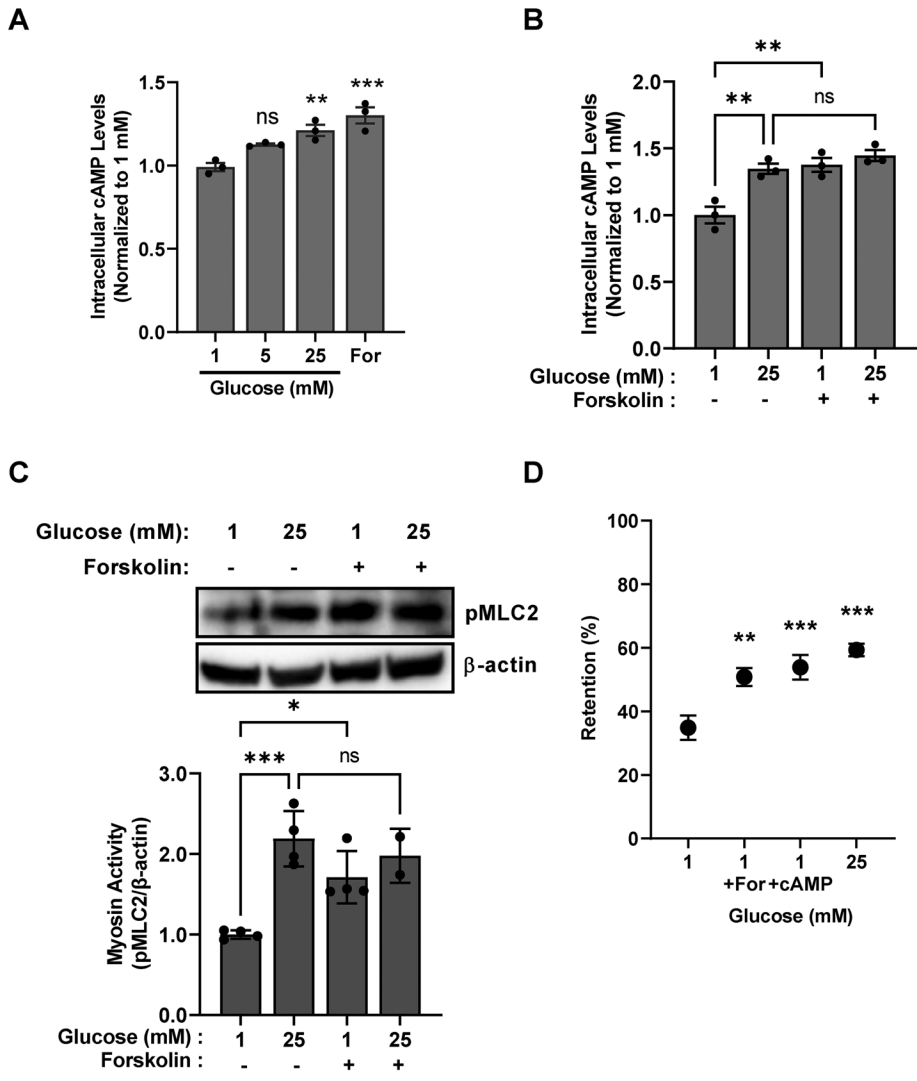 A
Intracellular cAMP Levels
(Normalized to 1 mM)
1.5
1.0
0.5
0.0
ns
**
***
1 5 25 For
Glucose (mM)
B
Intracellular cAMP Levels
(Normalized to 1 mM)
2.0
1.5
1.0
0.5
0.0
**
** ns
Glucose (mM) : 1 25 1 25
Forskolin : - - + +
C
Glucose (mM): 1 25 1 25
Forskolin: - - + +
pMLC2
β-actin
*
*** ns
Myosin Activity
(pMLC2/β-actin)
3.0
2.0
1.0
0.0
Glucose (mM) : 1 25 1 25
Forskolin : - - + +
D
Retention (%)
100
80
60
40
20
0
** *** ***
1 1 1 25
+For +cAMP
Glucose (mM)